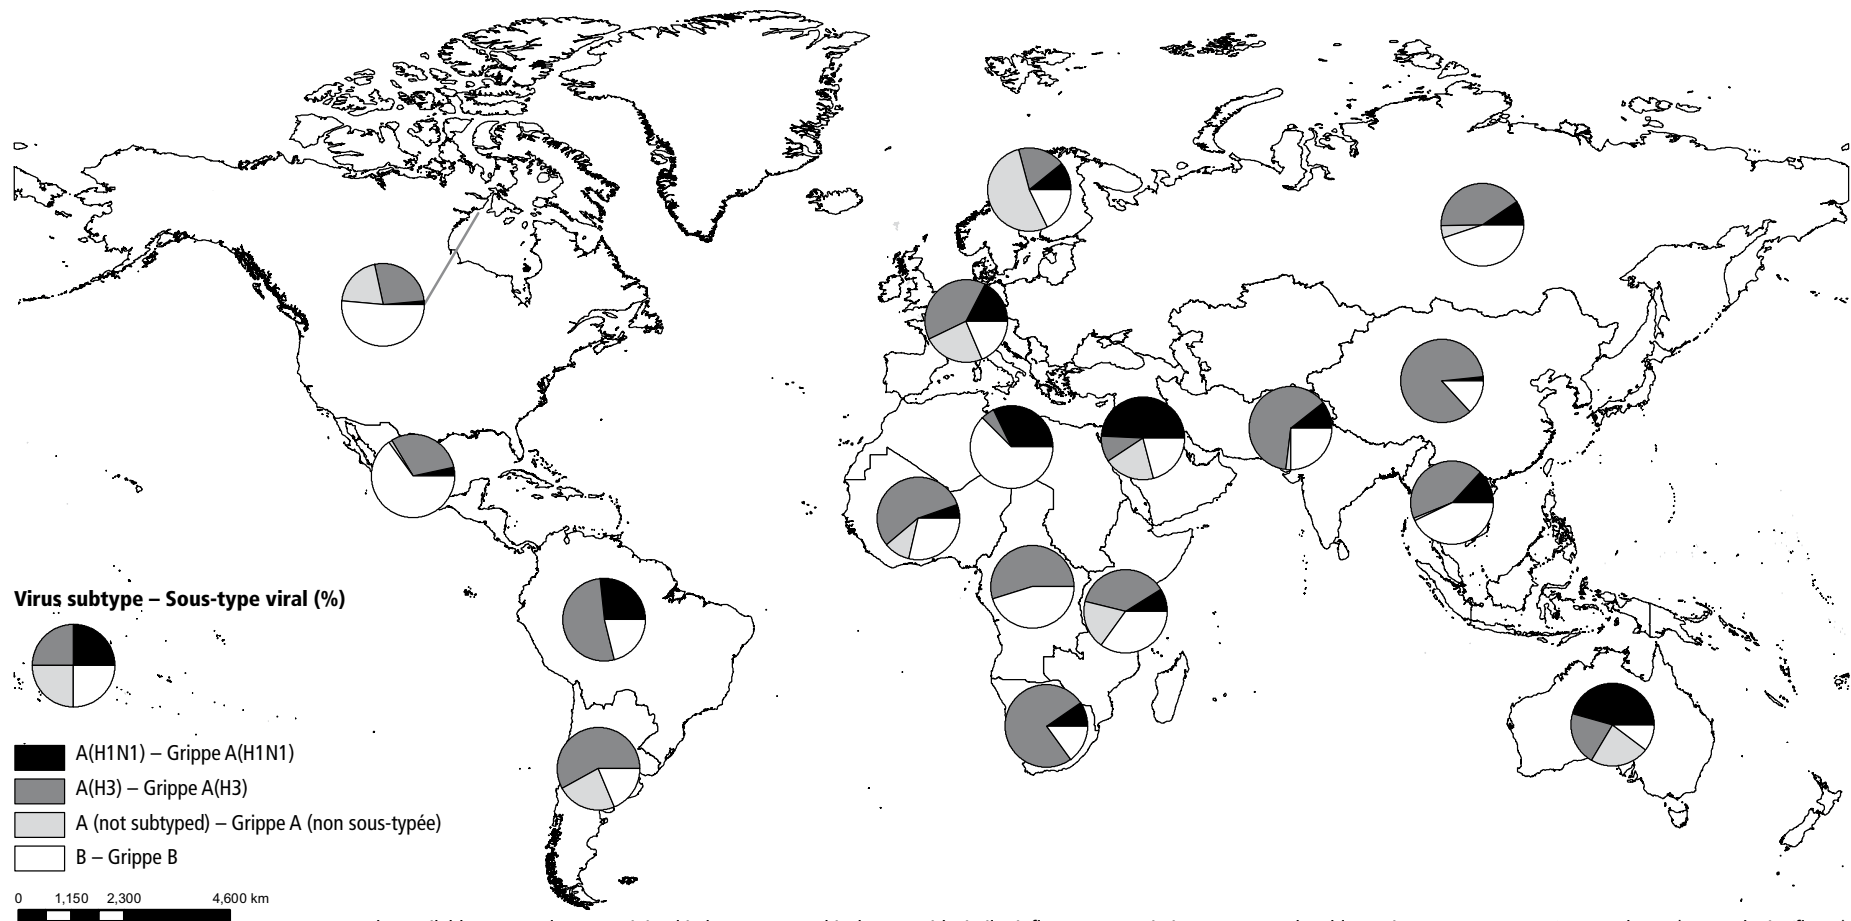 Virus subtype – Sous-type viral (%)
A(H1N1) – Grippe A(H1N1)
A(H3) – Grippe A(H3)
A (not subtyped) – Grippe A (non sous-typée)
B – Grippe B
0 1,150 2,300 4,600 km